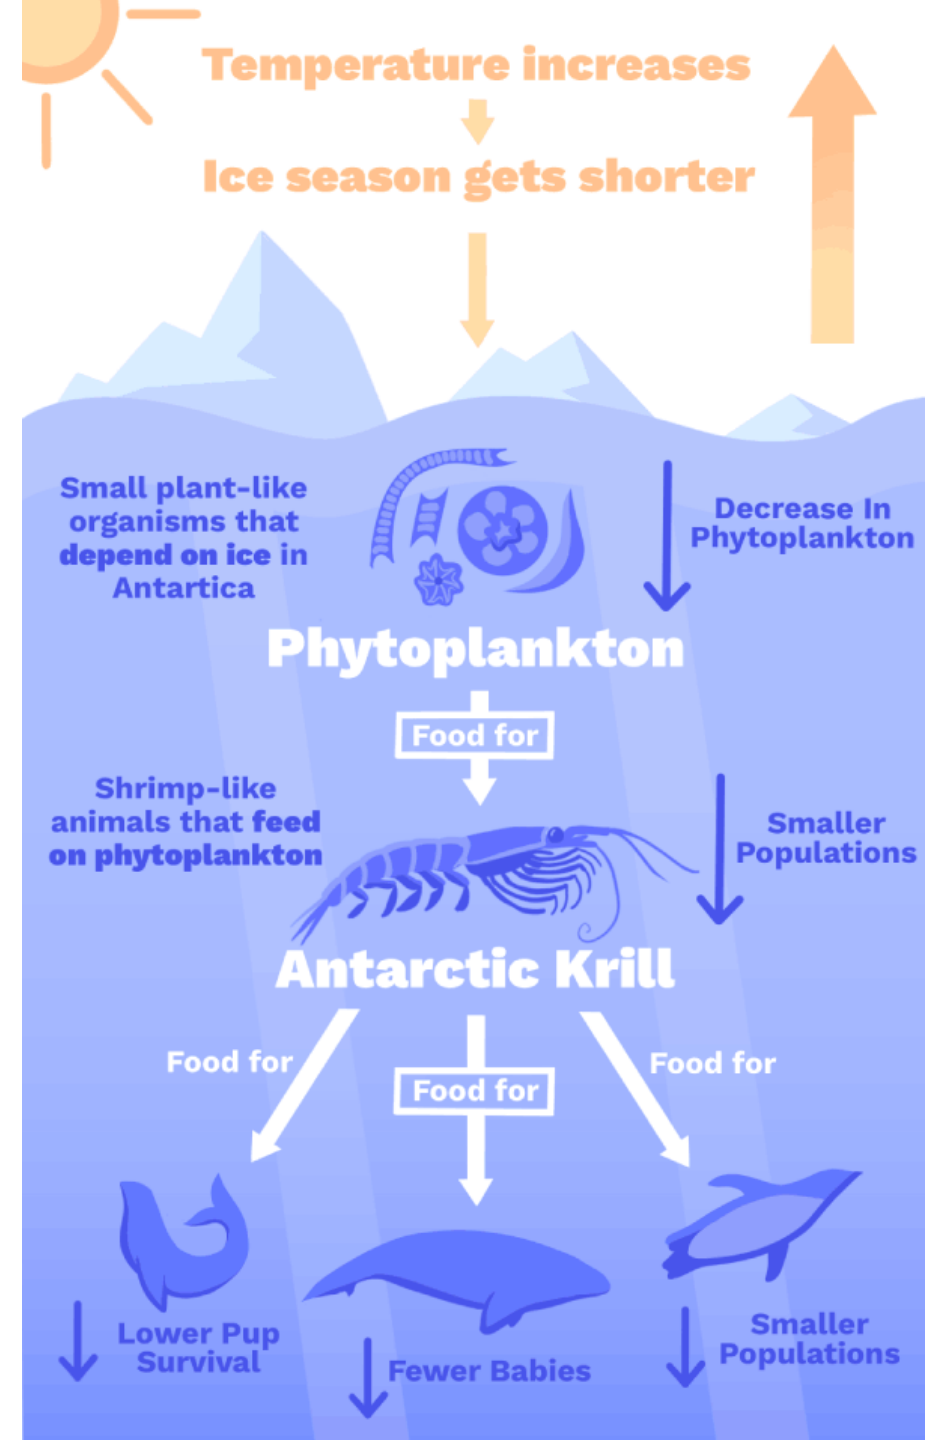 Temperature increases
Ice season gets shorter
Small plant-like
organisms that
depend on ice in
Antartica
Decrease In
Phytoplankton
Phytoplankton
Food for
Shrimp-like
animals that feed
on phytoplankton
Smaller
Populations
Antarctic Krill
Food for
Food for
Food for
Lower Pup
Survival
Fewer Babies
Smaller
Populations